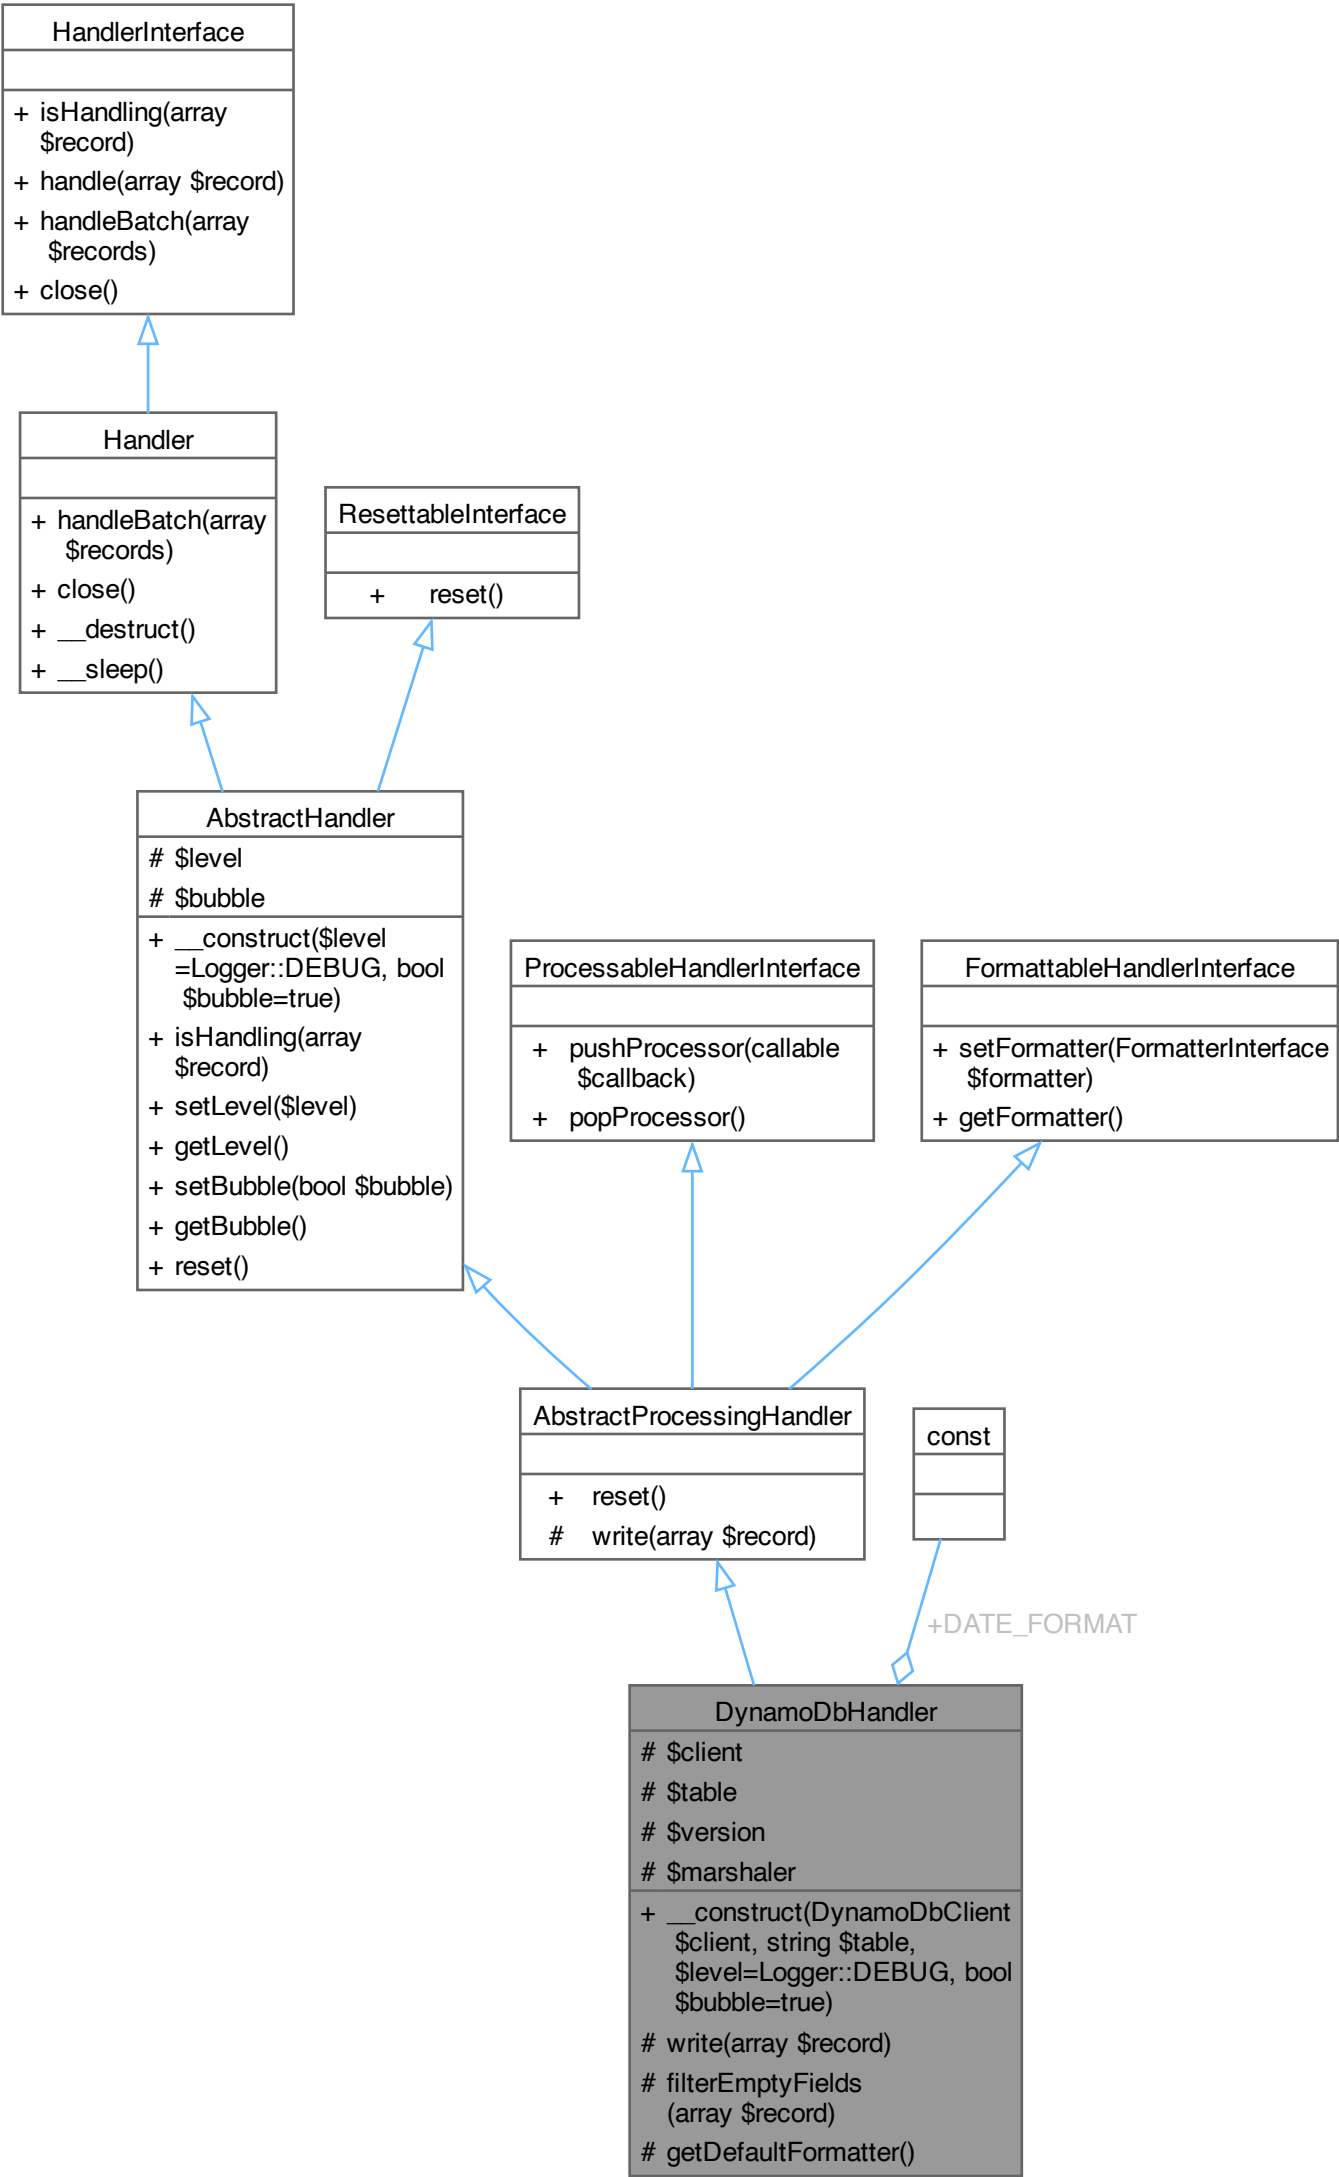 HandlerInterface
+ isHandling(array
$record)
+ handle(array $record)
+ handleBatch(array
$records)
+ close()
Handler
+ handleBatch(array
$records)
+ close()
+ __destruct()
+ __sleep()
ResettableInterface
+ reset()
AbstractHandler
# $level
# $bubble
+ __construct($level
=Logger::DEBUG, bool
$bubble=true)
+ isHandling(array
$record)
+ setLevel($level)
+ getLevel()
+ setBubble(bool $bubble)
+ getBubble()
+ reset()
ProcessableHandlerInterface
+ pushProcessor(callable
$callback)
+ popProcessor()
FormattableHandlerInterface
+ setFormatter(FormatterInterface
$formatter)
+ getFormatter()
AbstractProcessingHandler
+ reset()
# write(array $record)
const
+DATE_FORMAT
DynamoDbHandler
# $client
# $table
# $version
# $marshaler
+ __construct(DynamoDbClient
$client, string $table,
$level=Logger::DEBUG, bool
$bubble=true)
# write(array $record)
# filterEmptyFields
(array $record)
# getDefaultFormatter()